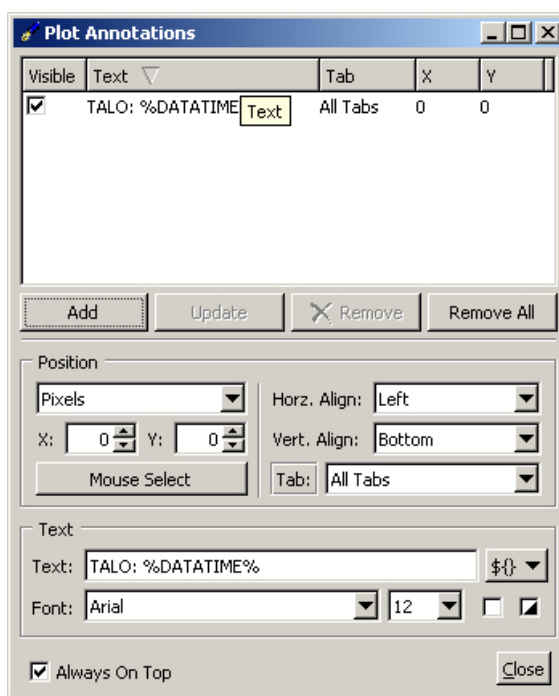 Plot Annotations
Visible Text Tab X Y
TALO: %DATATIME Text All Tabs 0 0
Add Update Remove Remove All
Position
Pixels Horz. Align: Left
X: 0 Y: 0 Vert. Align: Bottom
Mouse Select Tab: All Tabs
Text
Text: TALO: %DATATIME% ${}
Font: Arial 12
Always On Top Close